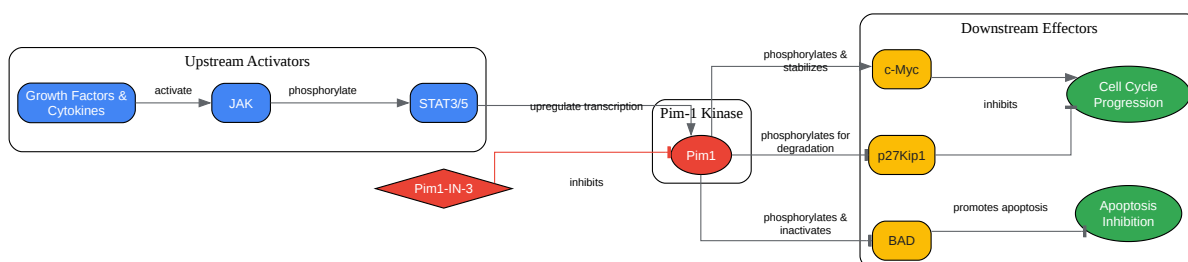 Upstream Activators
Growth Factors &
Cytokines
activate
JAK
phosphorylate
STAT3/5
upregulate transcription
Pim1-IN-3
inhibits
Pim-1 Kinase
Pim1
phosphorylates &
stabilizes
phosphorylates for
degradation
phosphorylates &
inactivates
Downstream Effectors
c-Myc
p27Kip1
BAD
inhibits
promotes apoptosis
Cell Cycle
Progression
Apoptosis
Inhibition